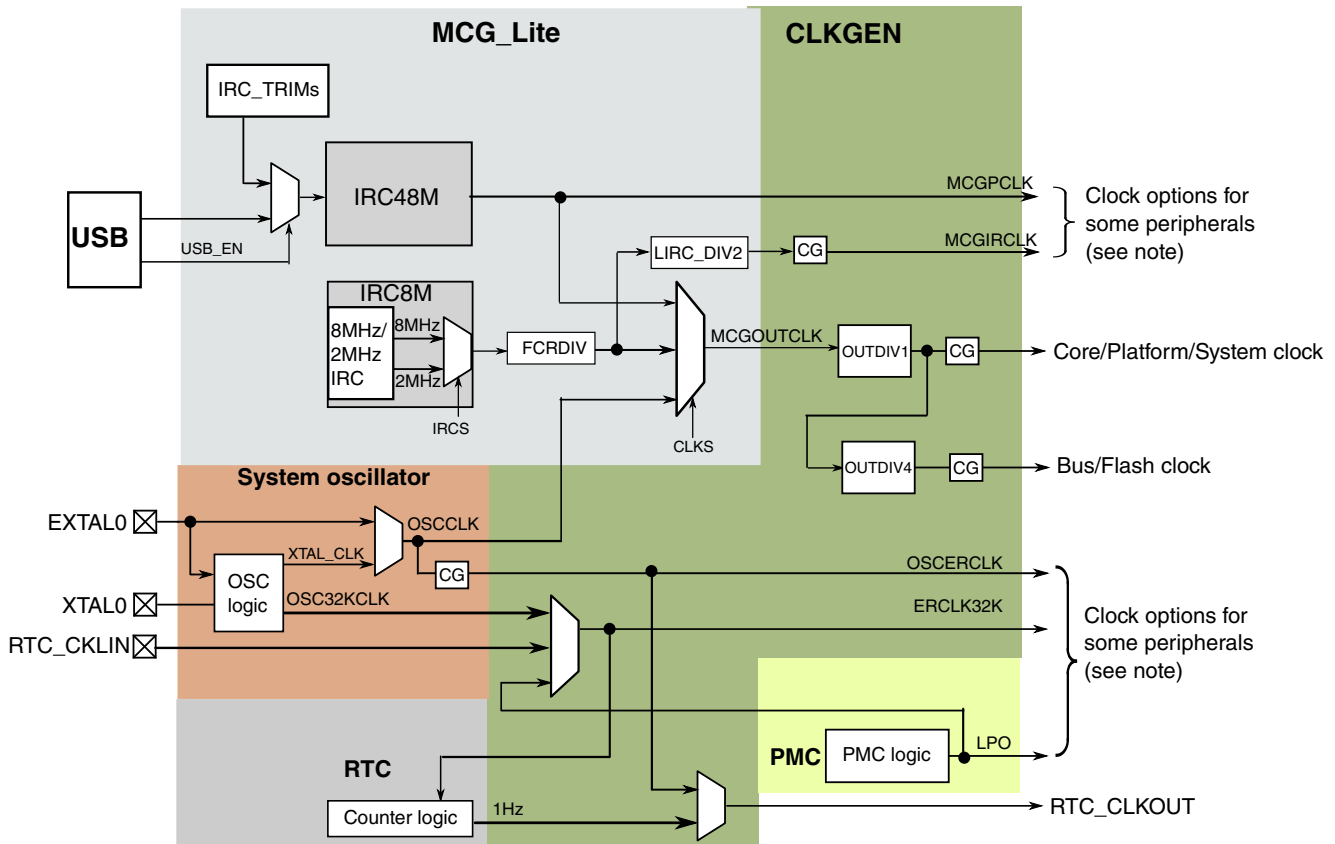 MCG_Lite
CLKGEN
IRC_TRIMs
IRC48M
USB
USB_EN
MCGPCLK
MCGIRCLK
Clock options for
some peripherals
(see note)
LIRC_DIV2
CG
IRC8M
8MHz/
2MHz
IRC
8MHz
2MHz
IRCS
FCRDIV
CLKS
MCGOUTCLK
OUTDIV1
CG
Core/Platform/System clock
OUTDIV4
CG
Bus/Flash clock
System oscillator
EXTAL0
XTAL0
RTC_CKLIN
OSC
logic
XTAL_CLK
OSC32KCLK
OSCCLK
CG
OSCERCLK
ERCLK32K
Clock options for
some peripherals
(see note)
PMC
PMC logic
LPO
RTC
Counter logic
1Hz
RTC_CLKOUT